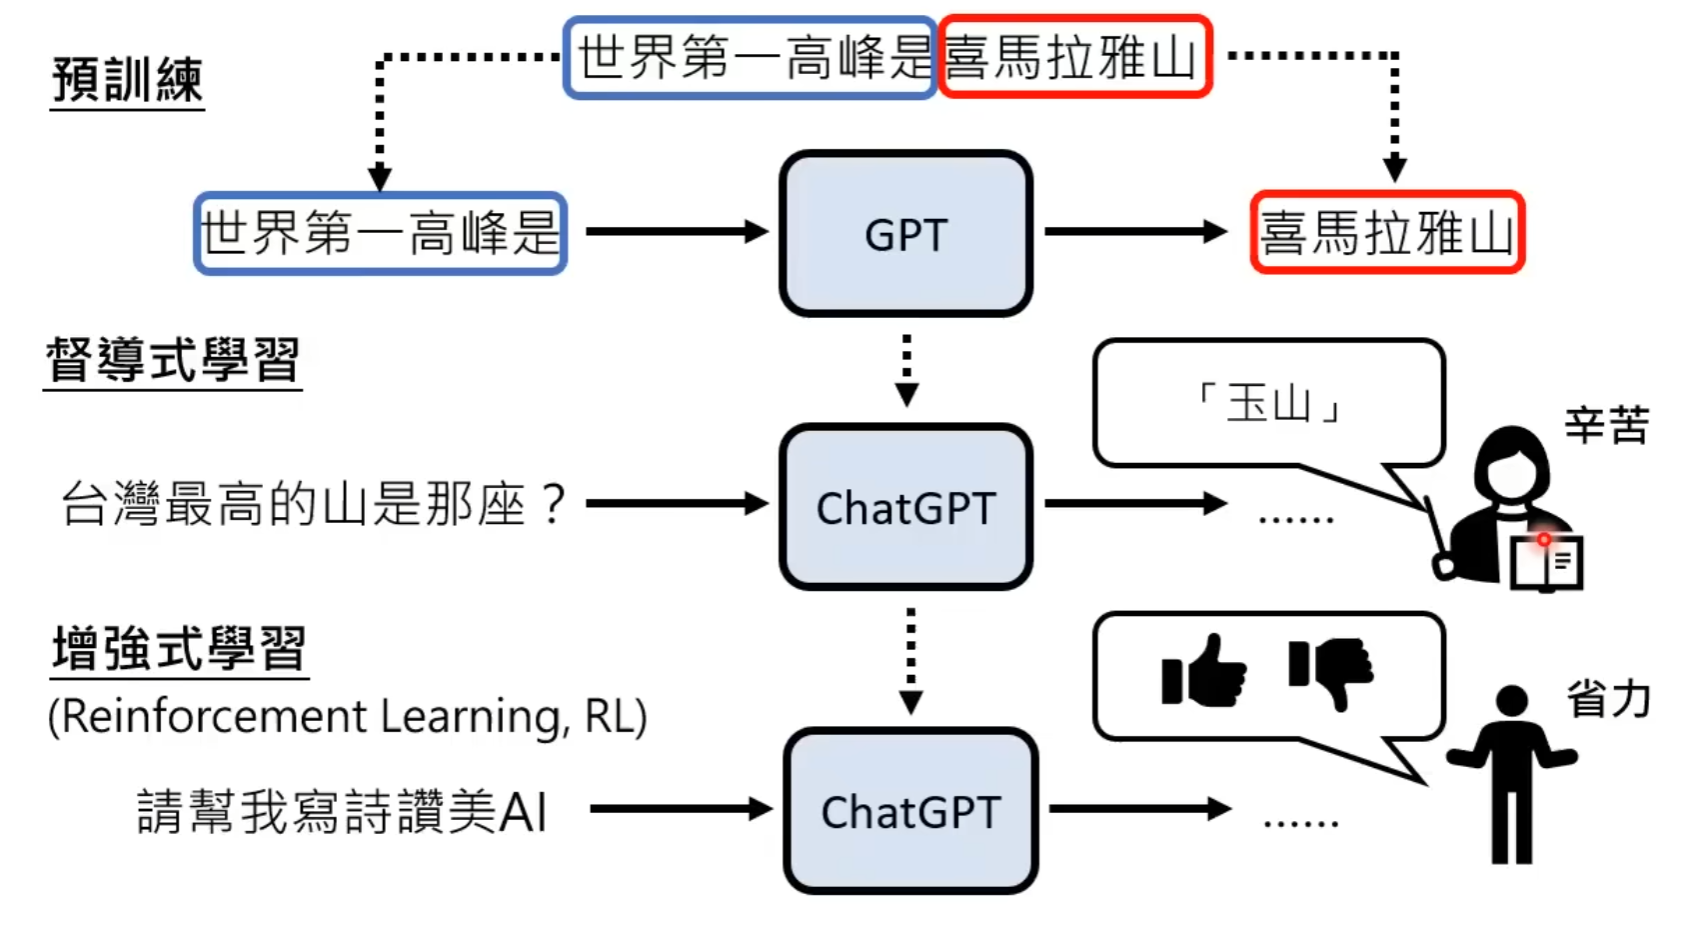 預訓練
世界第一高峰是喜馬拉雅山
世界第一高峰是
GPT
喜馬拉雅山
督導式學習
「玉山」
辛苦
台灣最高的山是那座？
ChatGPT
......
增強式學習
(Reinforcement Learning, RL)
省力
請幫我寫詩讚美AI
ChatGPT
......